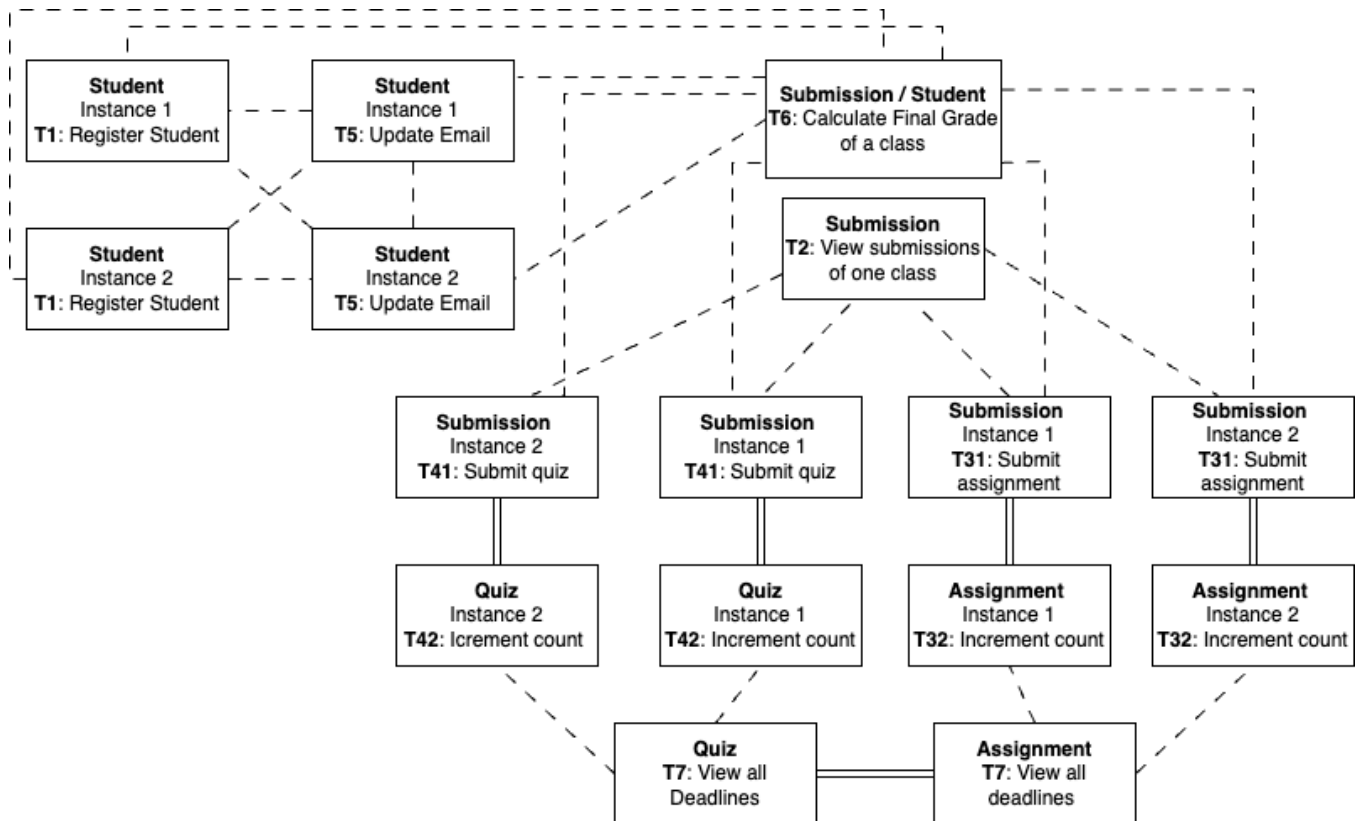 Student
Instance 1
T1: Register Student
Student
Instance 1
T5: Update Email
Submission / Student
T6: Calculate Final Grade
of a class
Student
Instance 2
T1: Register Student
Student
Instance 2
T5: Update Email
Submission
T2: View submissions
of one class
Submission
Instance 2
T41: Submit quiz
Submission
Instance 1
T41: Submit quiz
Submission
Instance 1
T31: Submit
assignment
Submission
Instance 2
T31: Submit
assignment
Quiz
Instance 2
T42: Icrement count
Quiz
Instance 1
T42: Increment count
Assignment
Instance 1
T32: Increment count
Assignment
Instance 2
T32: Increment count
Quiz
T7: View all
Deadlines
Assignment
T7: View all
deadlines